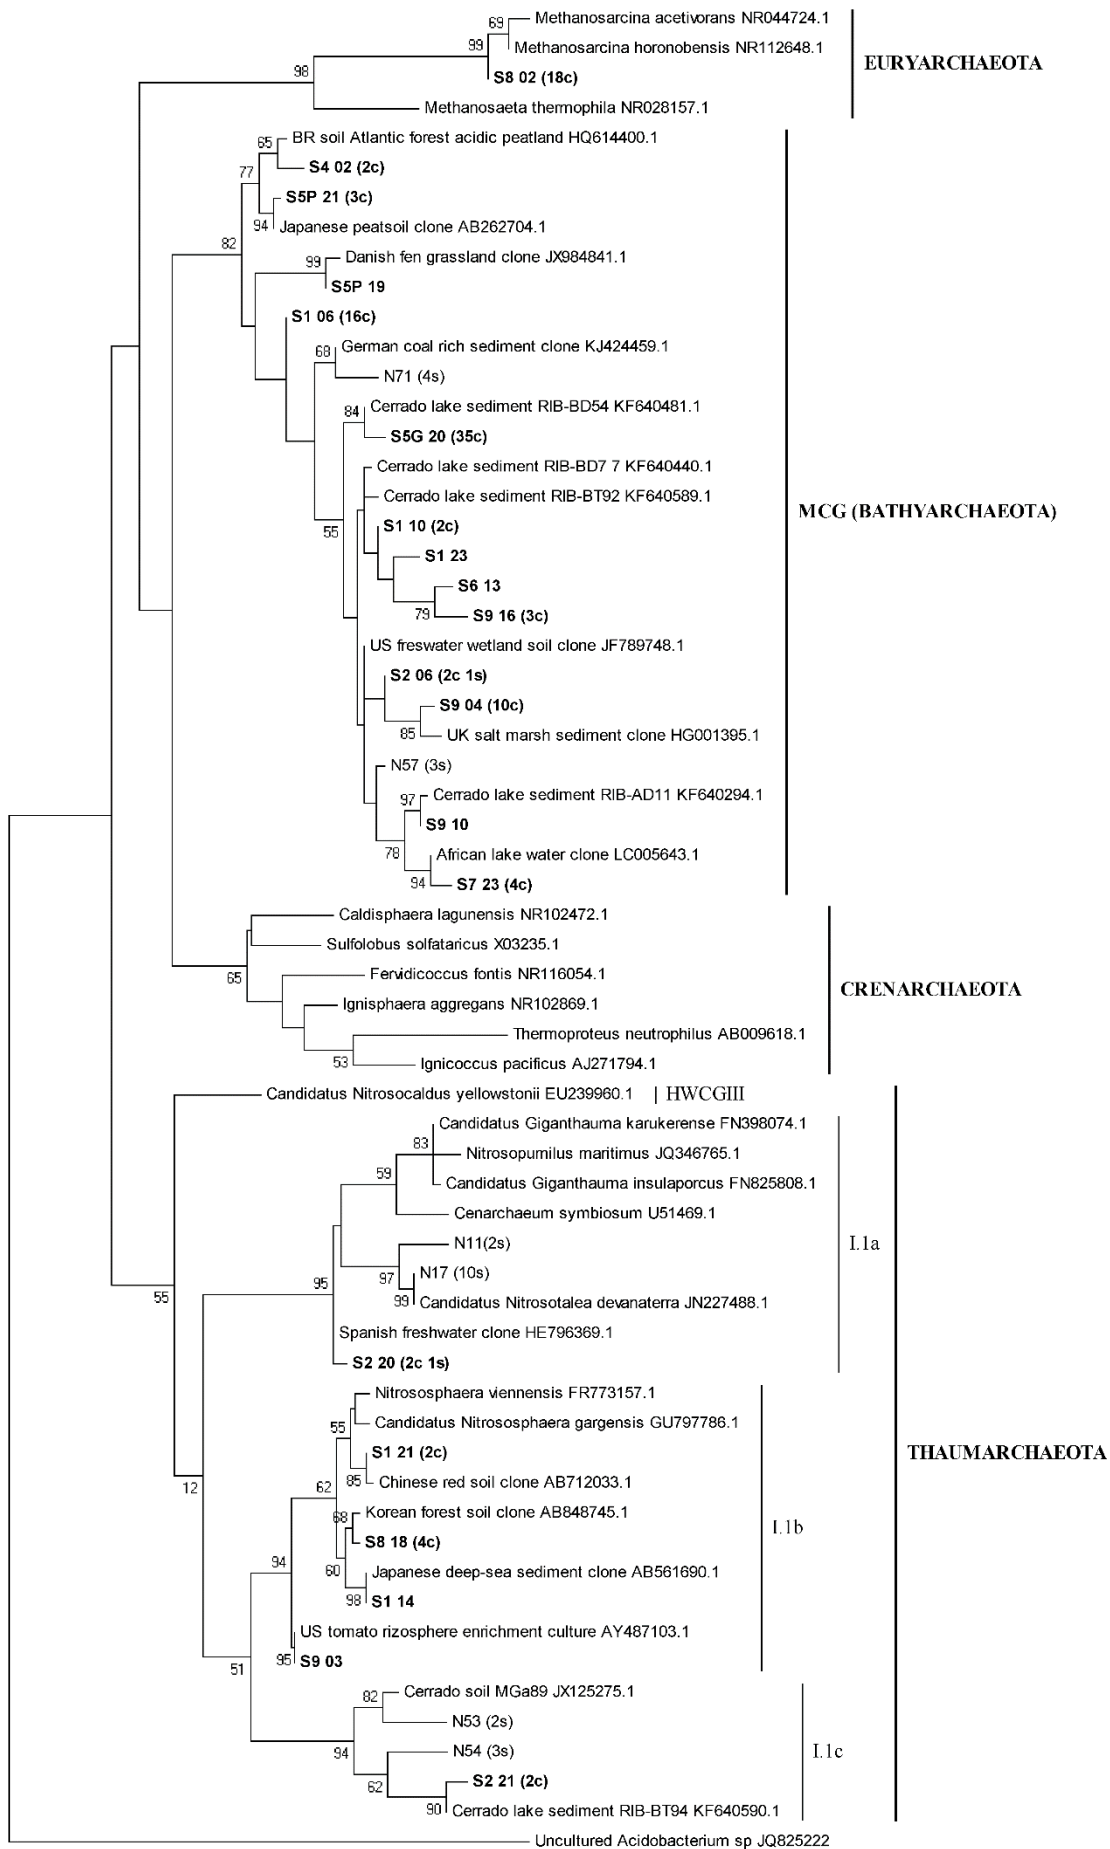 69
Methanosarcina acetivorans NR044724.1
99
Methanosarcina horonobensis NR112648.1
EURYARCHAEOTA
98
S8 02 (18c)
Methanosaeta thermophila NR028157.1
65
BR soil Atlantic forest acidic peatland HQ614400.1
77
S4 02 (2c)
S5P 21 (3c)
94
Japanese peatsoil clone AB262704.1
82
99
Danish fen grassland clone JX984841.1
S5P 19
S1 06 (16c)
68
German coal rich sediment clone KJ424459.1
N71 (4s)
84
Cerrado lake sediment RIB-BD54 KF640481.1
S5G 20 (35c)
Cerrado lake sediment RIB-BD7 7 KF640440.1
Cerrado lake sediment RIB-BT92 KF640589.1
MCG (BATHYARCHAEOTA)
55
S1 10 (2c)
S1 23
S6 13
79
S9 16 (3c)
US freswater wetland soil clone JF789748.1
S2 06 (2c 1s)
S9 04 (10c)
85
UK salt marsh sediment clone HG001395.1
N57 (3s)
97
Cerrado lake sediment RIB-AD11 KF640294.1
S9 10
78
African lake water clone LC005643.1
94
S7 23 (4c)
Caldisphaera lagunensis NR102472.1
Sulfolobus solfataricus X03235.1
65
Fervidicoccus fontis NR116054.1
CRENARCHAEOTA
Ignisphaera aggregans NR102869.1
Thermoproteus neutrophilus AB009618.1
53
Ignicoccus pacificus AJ271794.1
Candidatus Nitrosocaldus yellowstonii EU239960.1
HWCGIII
Candidatus Giganthauma karukerense FN398074.1
83
Nitrosopumilus maritimus JQ346765.1
59
Candidatus Giganthauma insulaporcus FN825808.1
Cenarchaeum symbiosum U51469.1
I.1a
N11(2s)
97
N17 (10s)
95
99
Candidatus Nitrosotalea devanaterra JN227488.1
55
Spanish freshwater clone HE796369.1
S2 20 (2c 1s)
Nitrososphaera viennensis FR773157.1
55
Candidatus Nitrososphaera gargensis GU797786.1
S1 21 (2c)
THAUMARCHAEOTA
85
Chinese red soil clone AB712033.1
62
12
68
Korean forest soil clone AB848745.1
I.1b
S8 18 (4c)
94
60
Japanese deep-sea sediment clone AB561690.1
98
S1 14
US tomato rizosphere enrichment culture AY487103.1
95
S9 03
51
82
Cerrado soil MGa89 JX125275.1
N53 (2s)
94
N54 (3s)
I.1c
S2 21 (2c)
62
90
Cerrado lake sediment RIB-BT94 KF640590.1
Uncultured Acidobacterium sp JQ825222